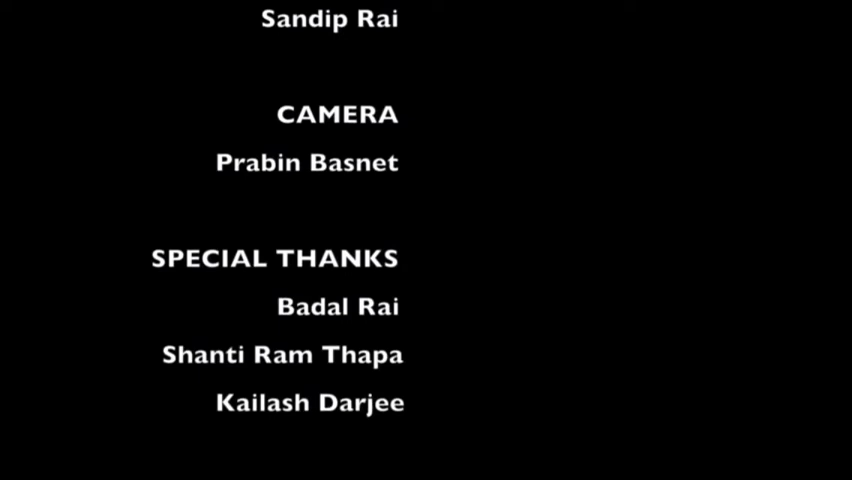 Sandip Rai
CAMERA
Prabin Basnet
SPECIAL THANKS
Badal Rai
Shanti Ram Thapa
Kailash Darjee